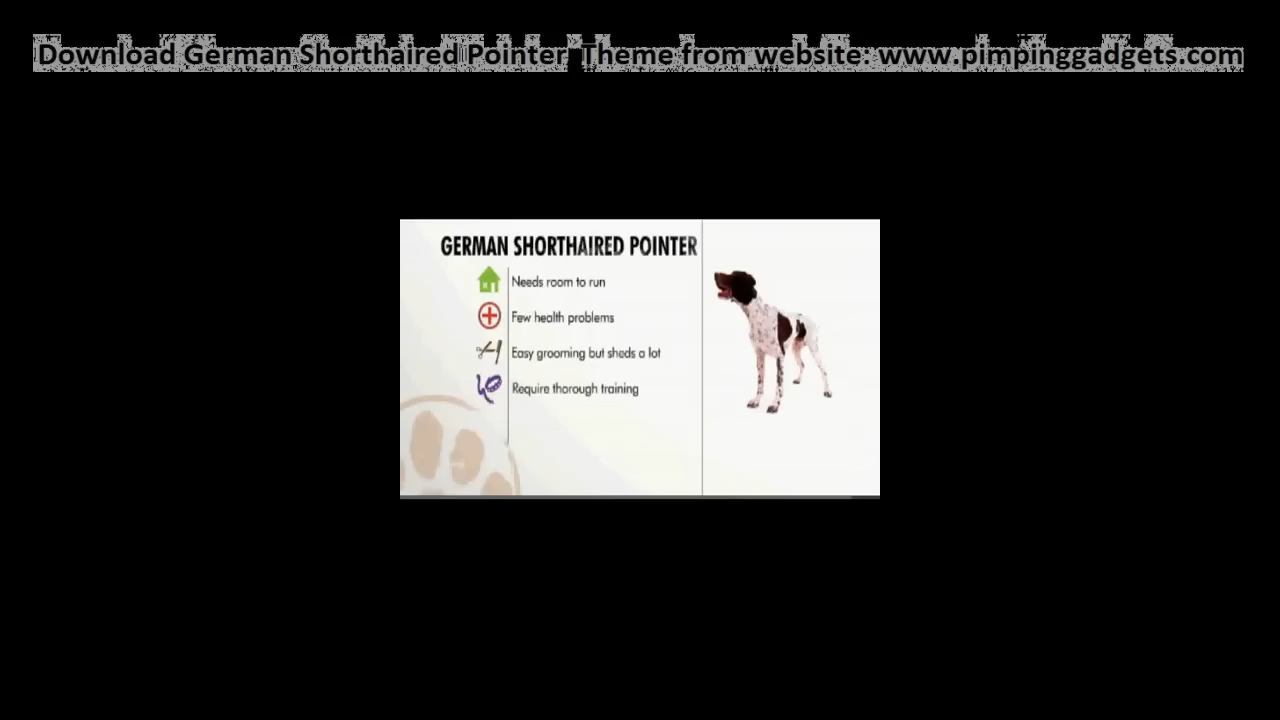 Download German Shorthaired Pointer Theme from website: www.pimpinggadgets.com
GERMAN SHORTHAIRED POINTER
Needs room to run
Few health problems
Easy grooming but sheds a lot
Require thorough training